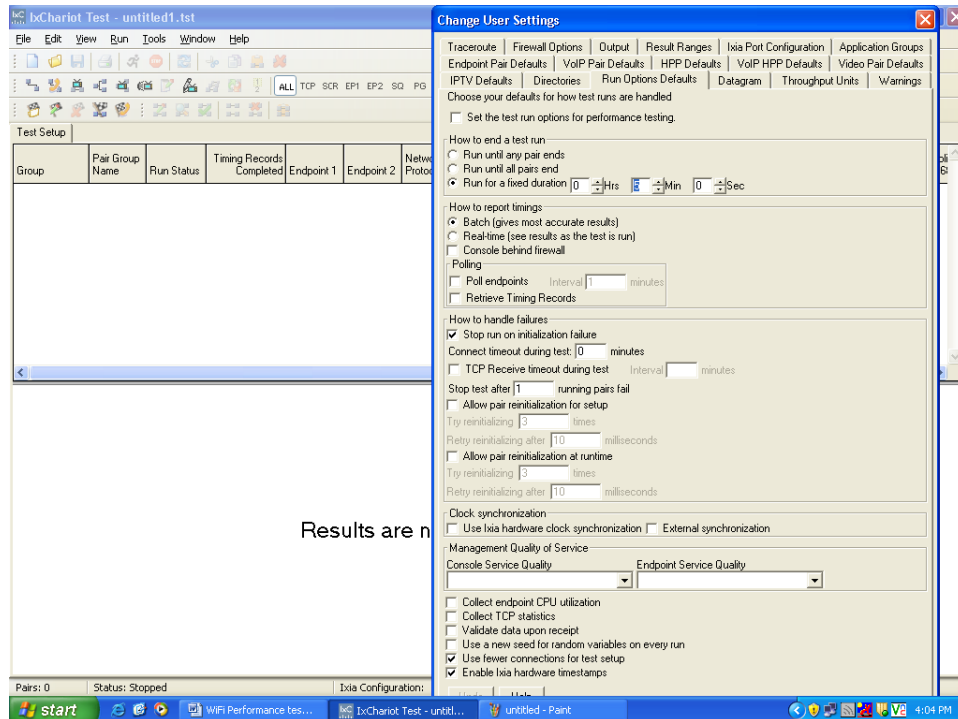 IxChariot Test - untitled1.tst
File Edit View Run Tools Window Help
ALL TCP SCR EP1 EP2 SQ PG
Test Setup
Group
Pair Group Name
Run Status
Timing Records Completed
Endpoint 1
Endpoint 2
Results are n
Pairs: 0
Status: Stopped
Ixia Configuration:
Change User Settings
Traceroute Firewall Options Output Result Ranges Ixia Port Configuration Application Groups
Endpoint Pair Defaults VoIP Pair Defaults HPP Defaults VoIP HPP Defaults Video Pair Defaults
IPTV Defaults Directories Run Options Defaults Datagram Throughput Units Warnings
Choose your defaults for how test runs are handled
Set the test run options for performance testing.
How to end a test run
Run until any pair ends
Run until all pairs end
Run for a fixed duration 0 Hrs 5 Min 0 Sec
How to report timings
Batch (gives most accurate results)
Real-time (see results as the test is run)
Console behind firewall
Polling
Poll endpoints Interval 1 minutes
Retrieve Timing Records
How to handle failures
Stop run on initialization failure
Connect timeout during test: 0 minutes
TCP Receive timeout during test Interval minutes
Stop test after 1 running pairs fail
Allow pair reinitialization for setup
Try reinitializing 3 times
Retry reinitializing after 10 milliseconds
Allow pair reinitialization at runtime
Try reinitializing 3 times
Retry reinitializing after 10 milliseconds
Clock synchronization
Use Ixia hardware clock synchronization External synchronization
Management Quality of Service
Console Service Quality Endpoint Service Quality
Collect endpoint CPU utilization
Collect TCP statistics
Validate data upon receipt
Use a new seed for random variables on every run
Use fewer connections for test setup
Enable Ixia hardware timestamps
start WiFi Performance tes... IxChariot Test - untitl... untitled - Paint 4:04 PM